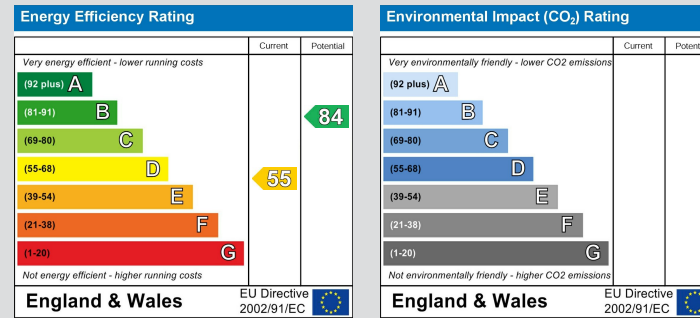 Energy Efficiency Rating
Current Potential
Very energy efficient - lower running costs
(92 plus) A
(81-91) B
84
(69-80) C
(55-68) D
55
(39-54) E
(21-38) F
(1-20) G
Not energy efficient - higher running costs
England & Wales
EU Directive
2002/91/EC
Environmental Impact (CO₂) Rating
Current Potent
Very environmentally friendly - lower CO2 emissions
(92 plus) A
(81-91) B
(69-80) C
(55-68) D
(39-54) E
(21-38) F
(1-20) G
Not environmentally friendly - higher CO2 emissions
England & Wales
EU Directive
2002/91/EC